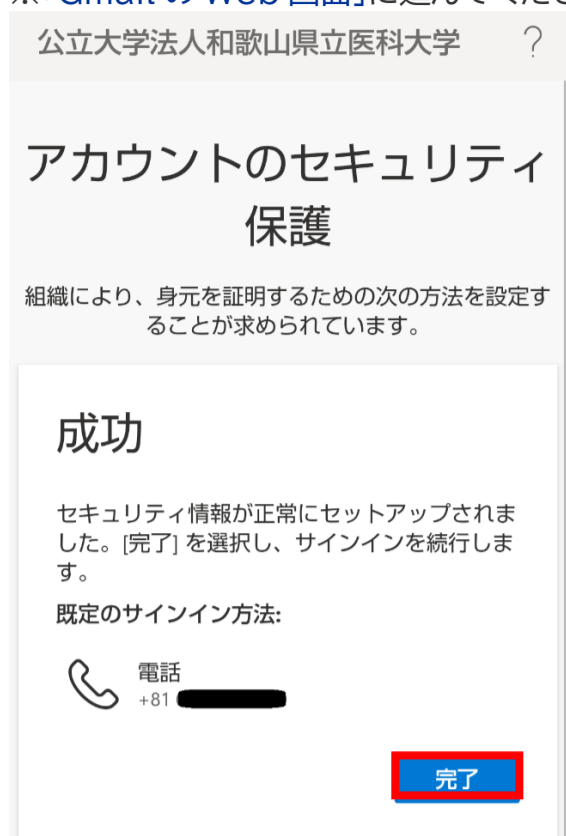 公立大学法人和歌山県立医科大学 ?
アカウントのセキュリティ
保護
組織により、身元を証明するための次の方法を設定す
ることが求められています。
成功
セキュリティ情報が正常にセットアップされま
した。[完了] を選択し、サインインを続行しま
す。
既定のサインイン方法:
電話
+81
完了